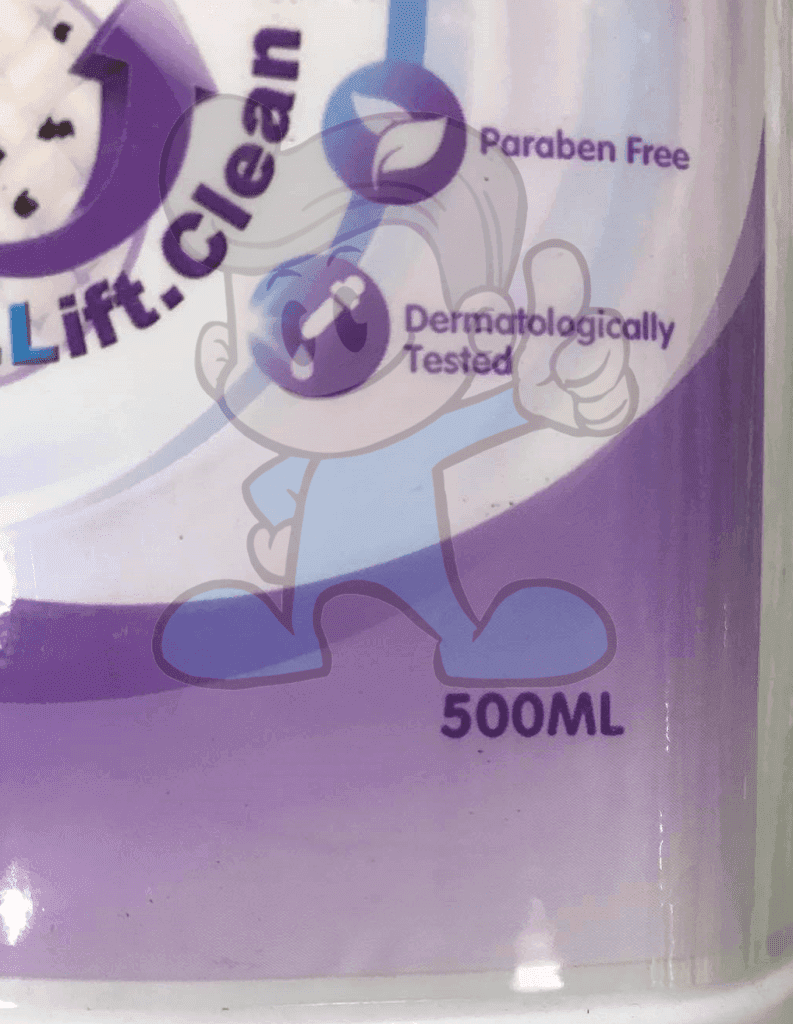 Lift.Clean
Paraben Free
Dermatologically
Tested
500ML